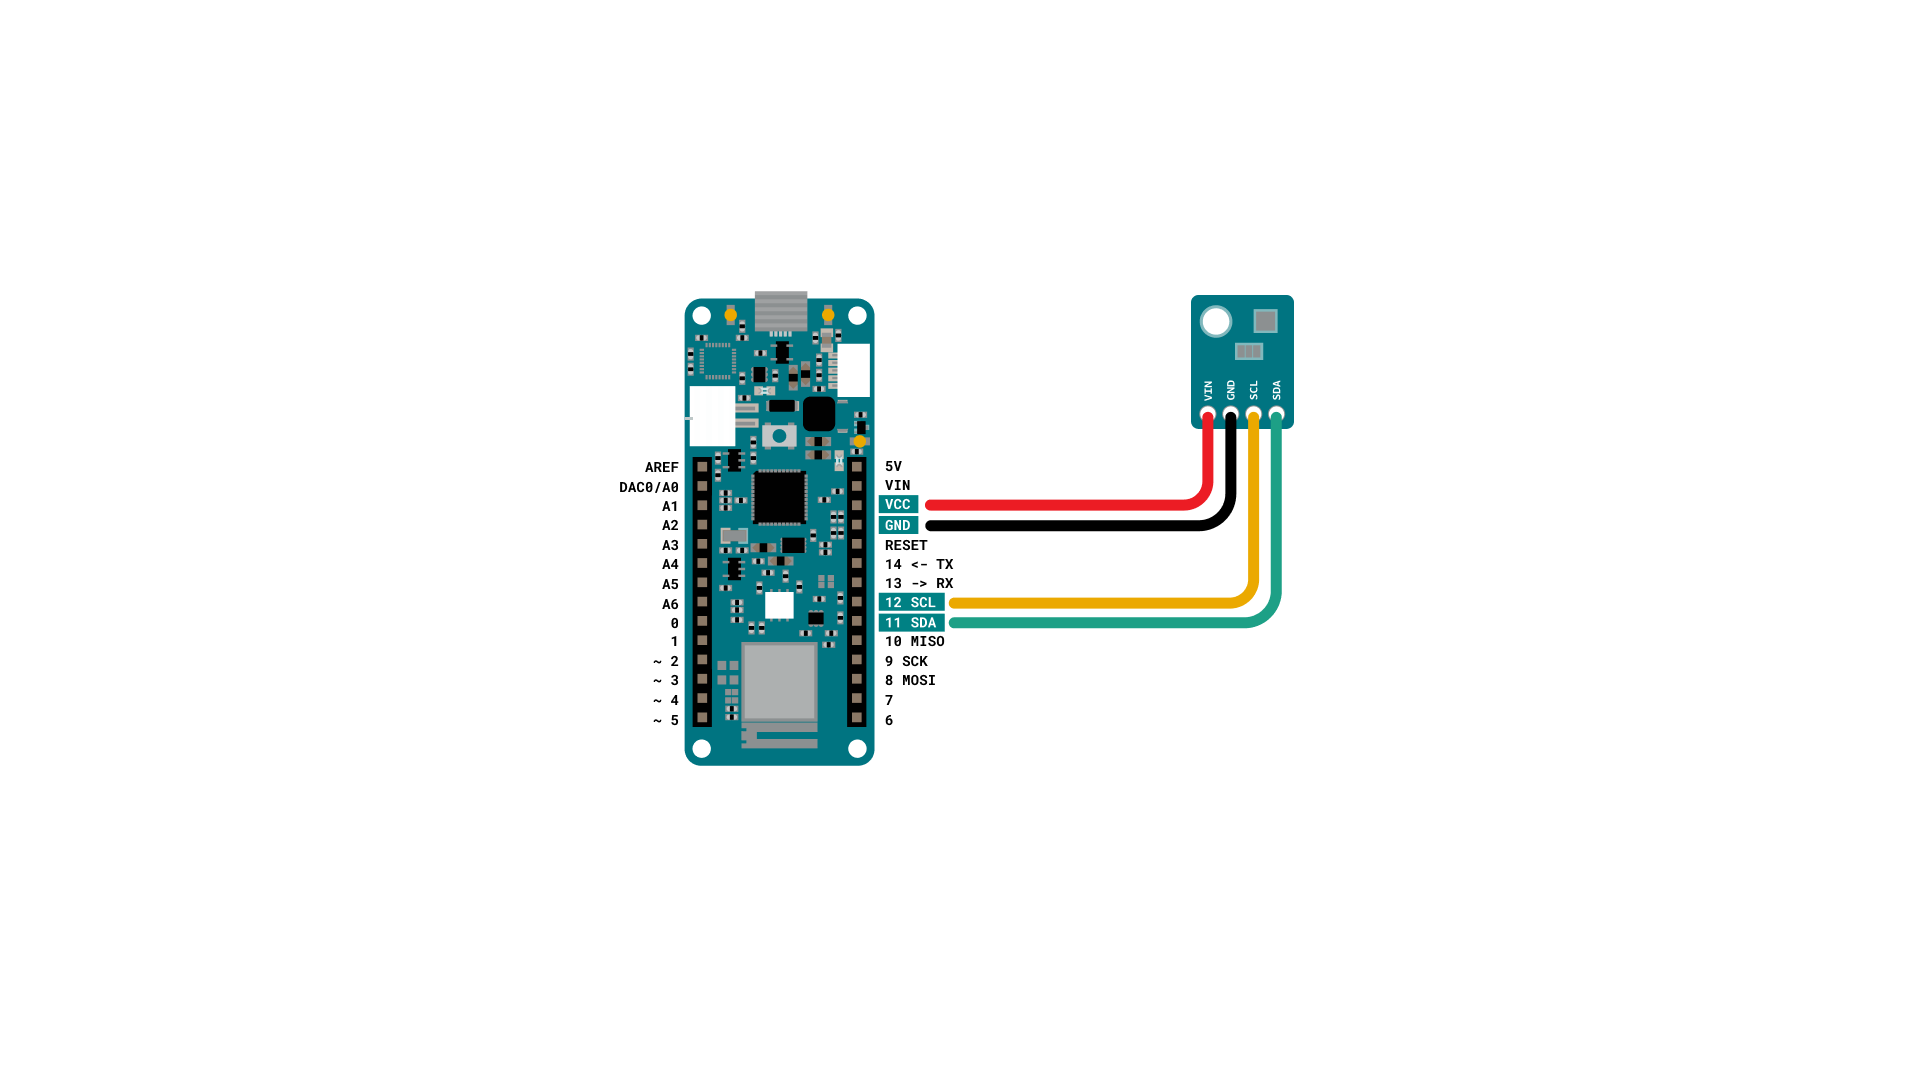 AREF
DAC0/A0
A1
A2
A3
A4
A5
A6
0
1
~ 2
~ 3
~ 4
~ 5
5V
VIN
VCC
GND
RESET
14 <- TX
13 -> RX
12 SCL
11 SDA
10 MISO
9 SCK
8 MOSI
7
6
VIN
GND
SCL
SDA